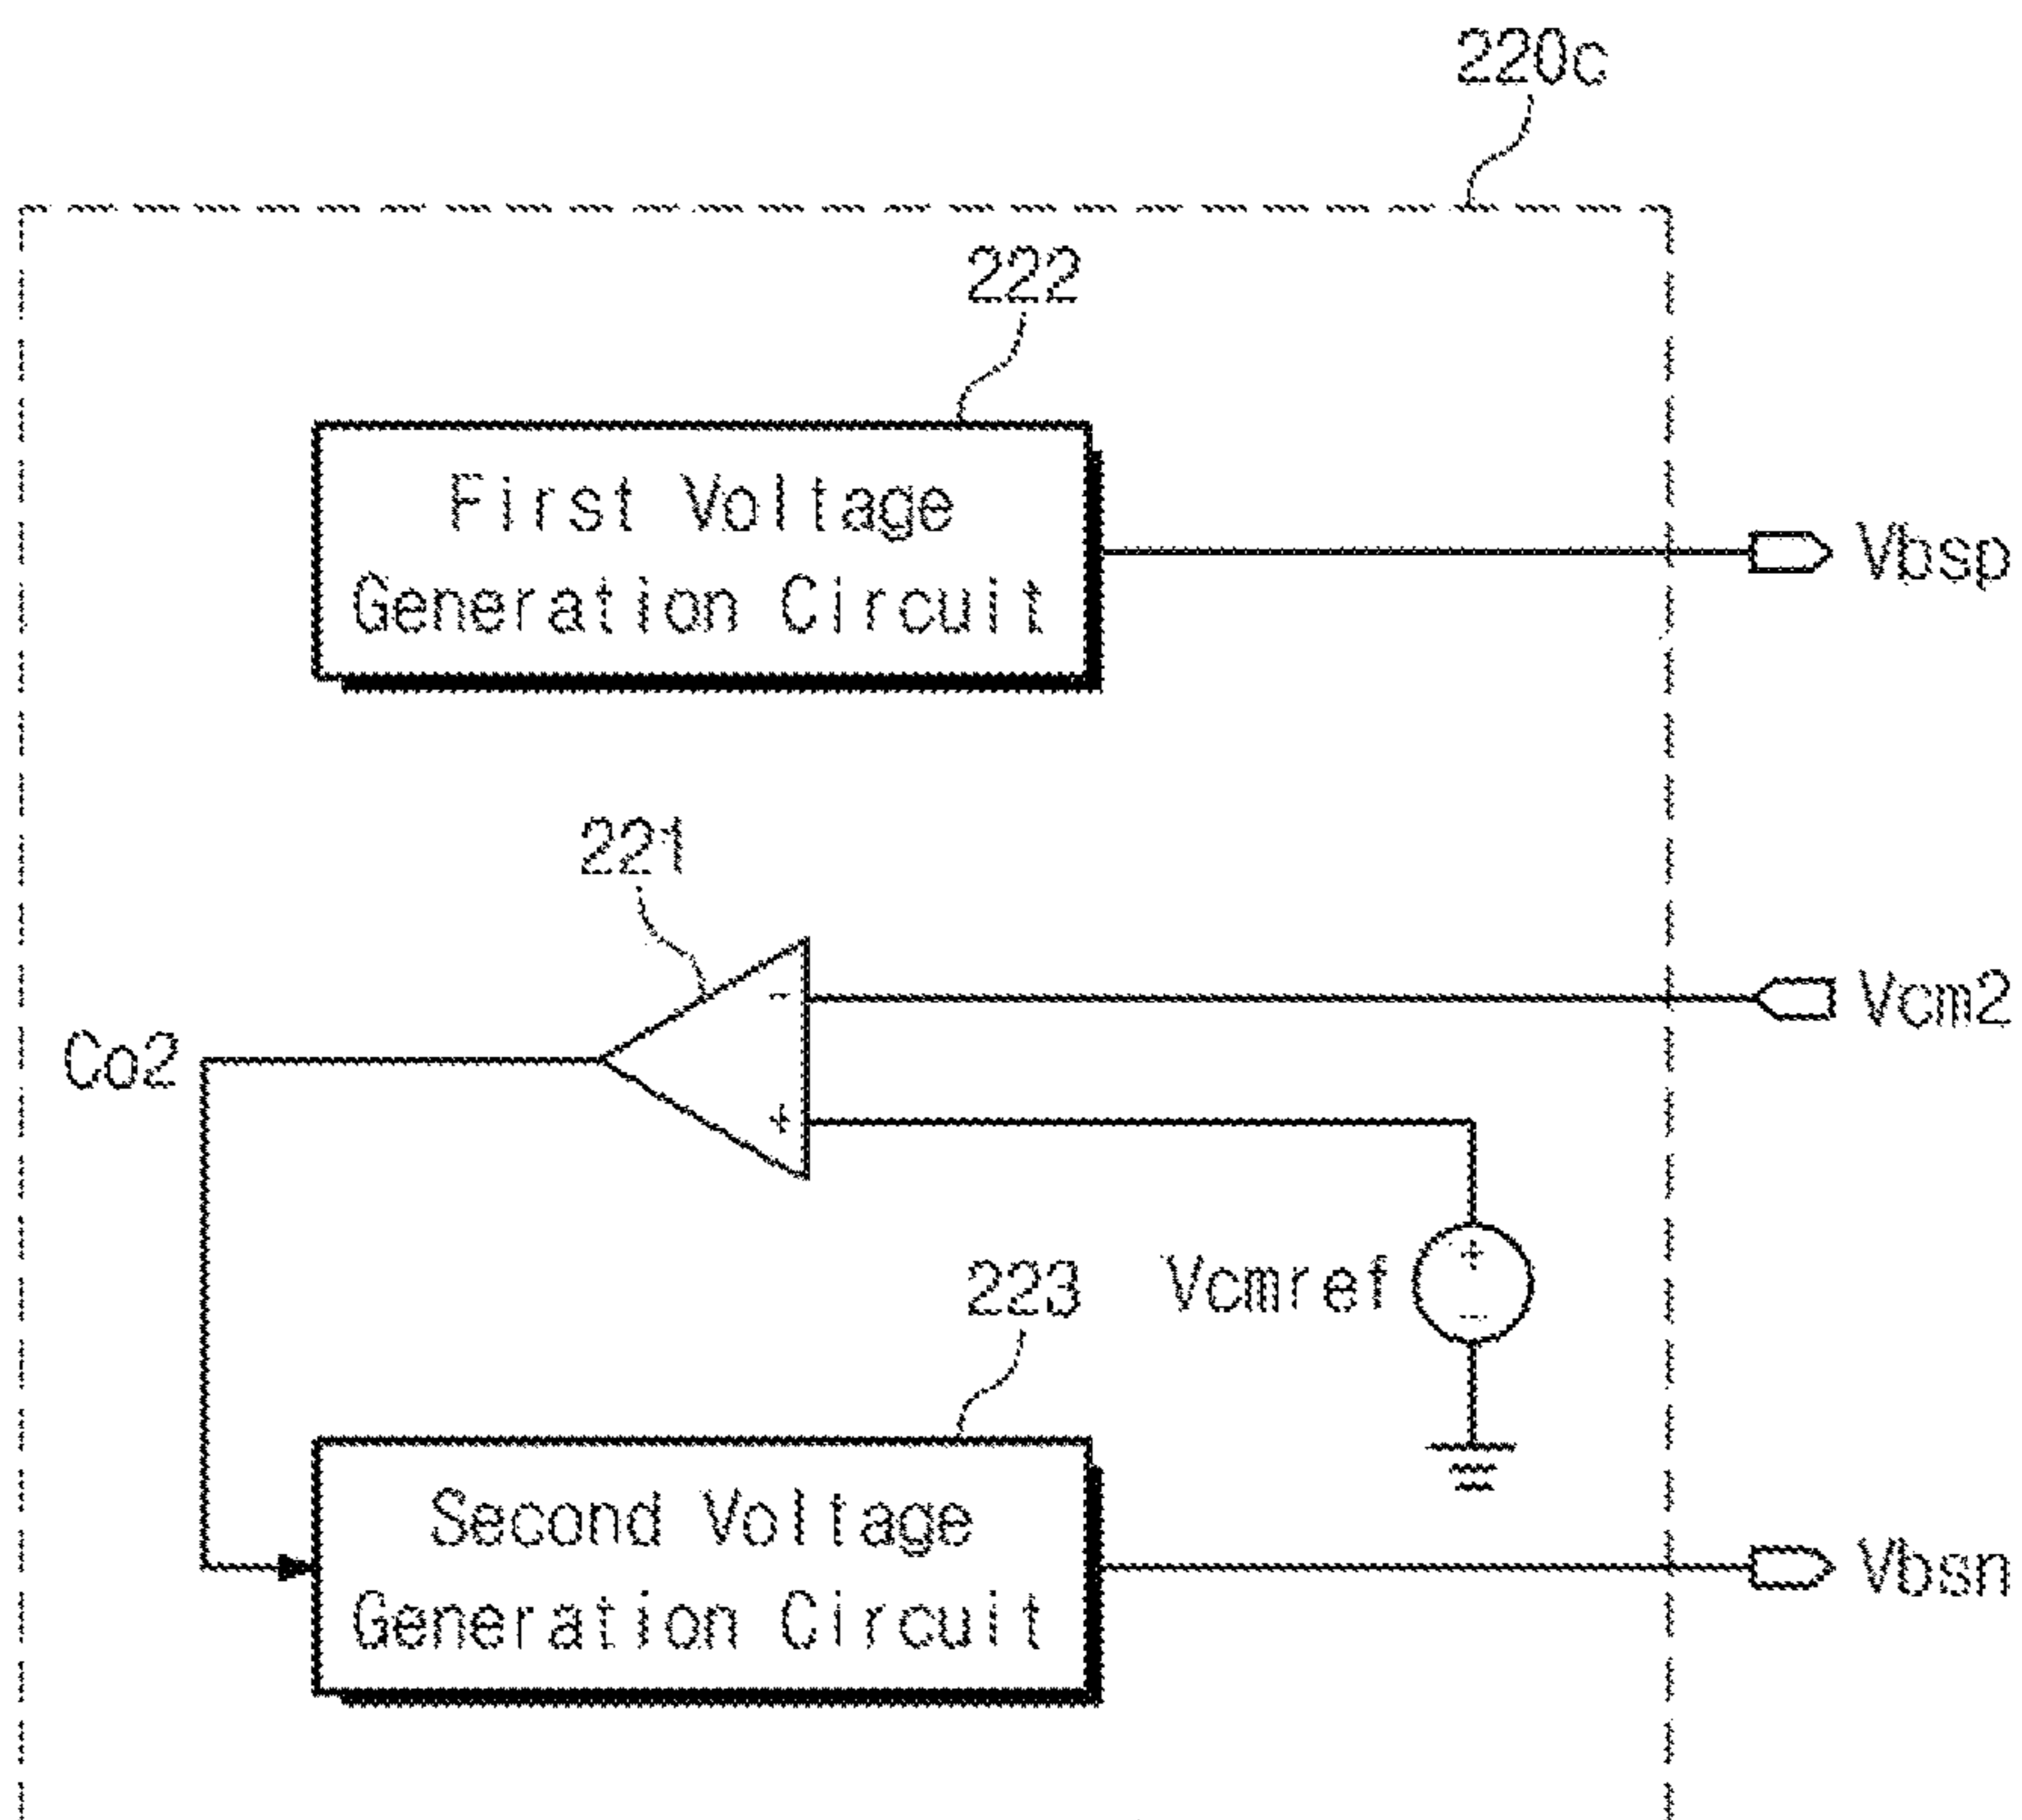 220c
222
First Voltage
Generation Circuit
Vbsp
221
-
Vcm2
Co2
+
Vcmref
+
-
223
Second Voltage
Generation Circuit
Vbsn